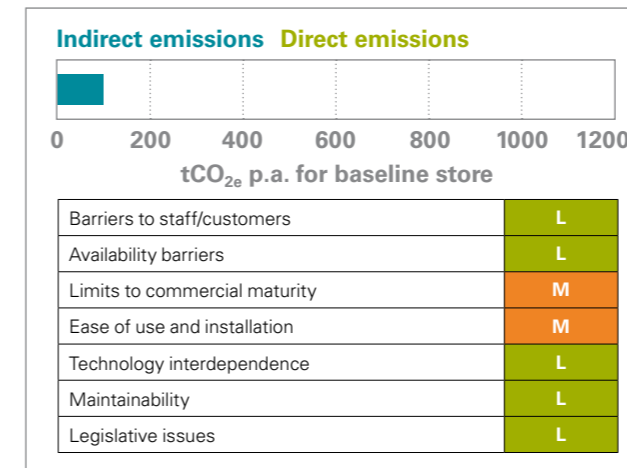 Indirect emissions Direct emissions
0 200 400 600 800 1000 1200
tCO2e p.a. for baseline store
Barriers to staff/customers L
Availability barriers L
Limits to commercial maturity M
Ease of use and installation M
Technology interdependence L
Maintainability L
Legislative issues L